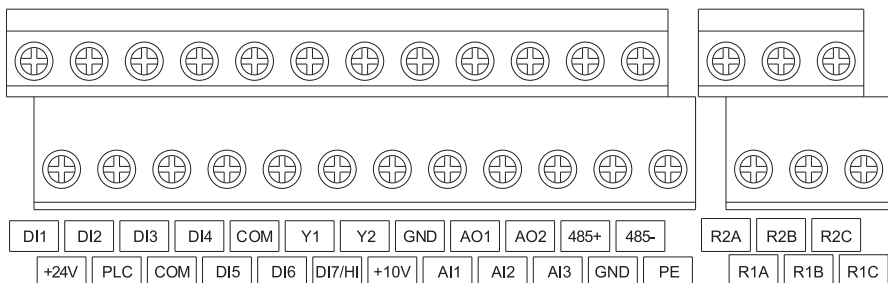 DI1 DI2 DI3 DI4 COM Y1 Y2 GND AO1 AO2 485+ 485- R2A R2B R2C
+24V PLC COM DI5 DI6 DI7/HI +10V AI1 AI2 AI3 GND PE R1A R1B R1C